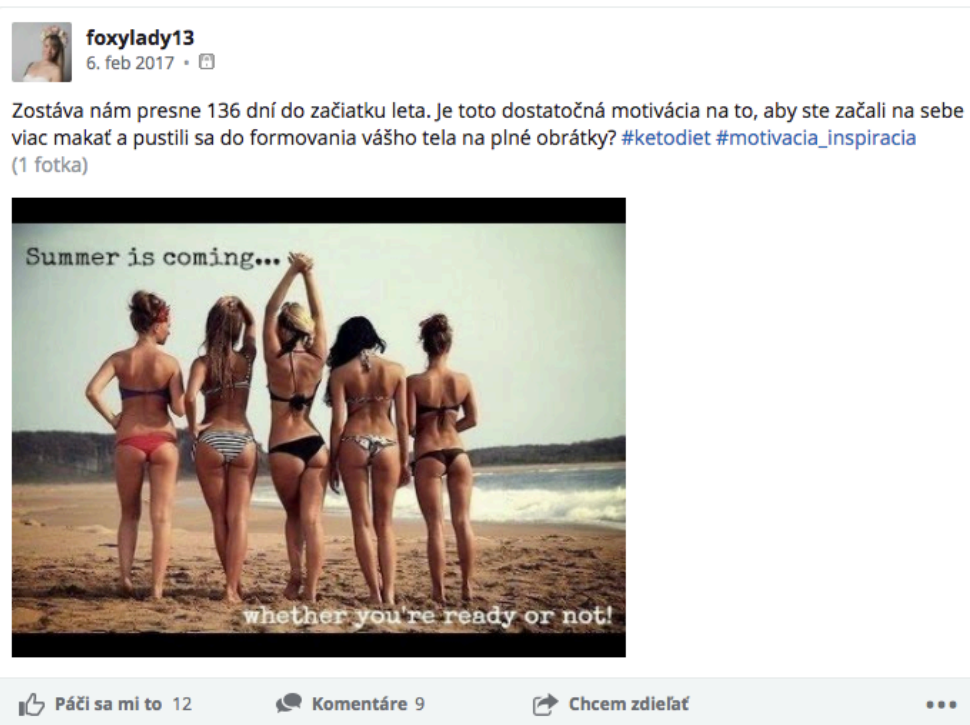 foxylady13
6. feb 2017 •
Zostáva nám presne 136 dní do začiatku leta. Je toto dostatočná motivácia na to, aby ste začali na sebe
viac makať a pustili sa do formovania vášho tela na plné obrátky? #ketodiet #motivacia_inspiracia
(1 fotka)
Summer is coming...
whether you're ready or not!
Páči sa mi to 12 Komentáre 9 Chcem zdieľať